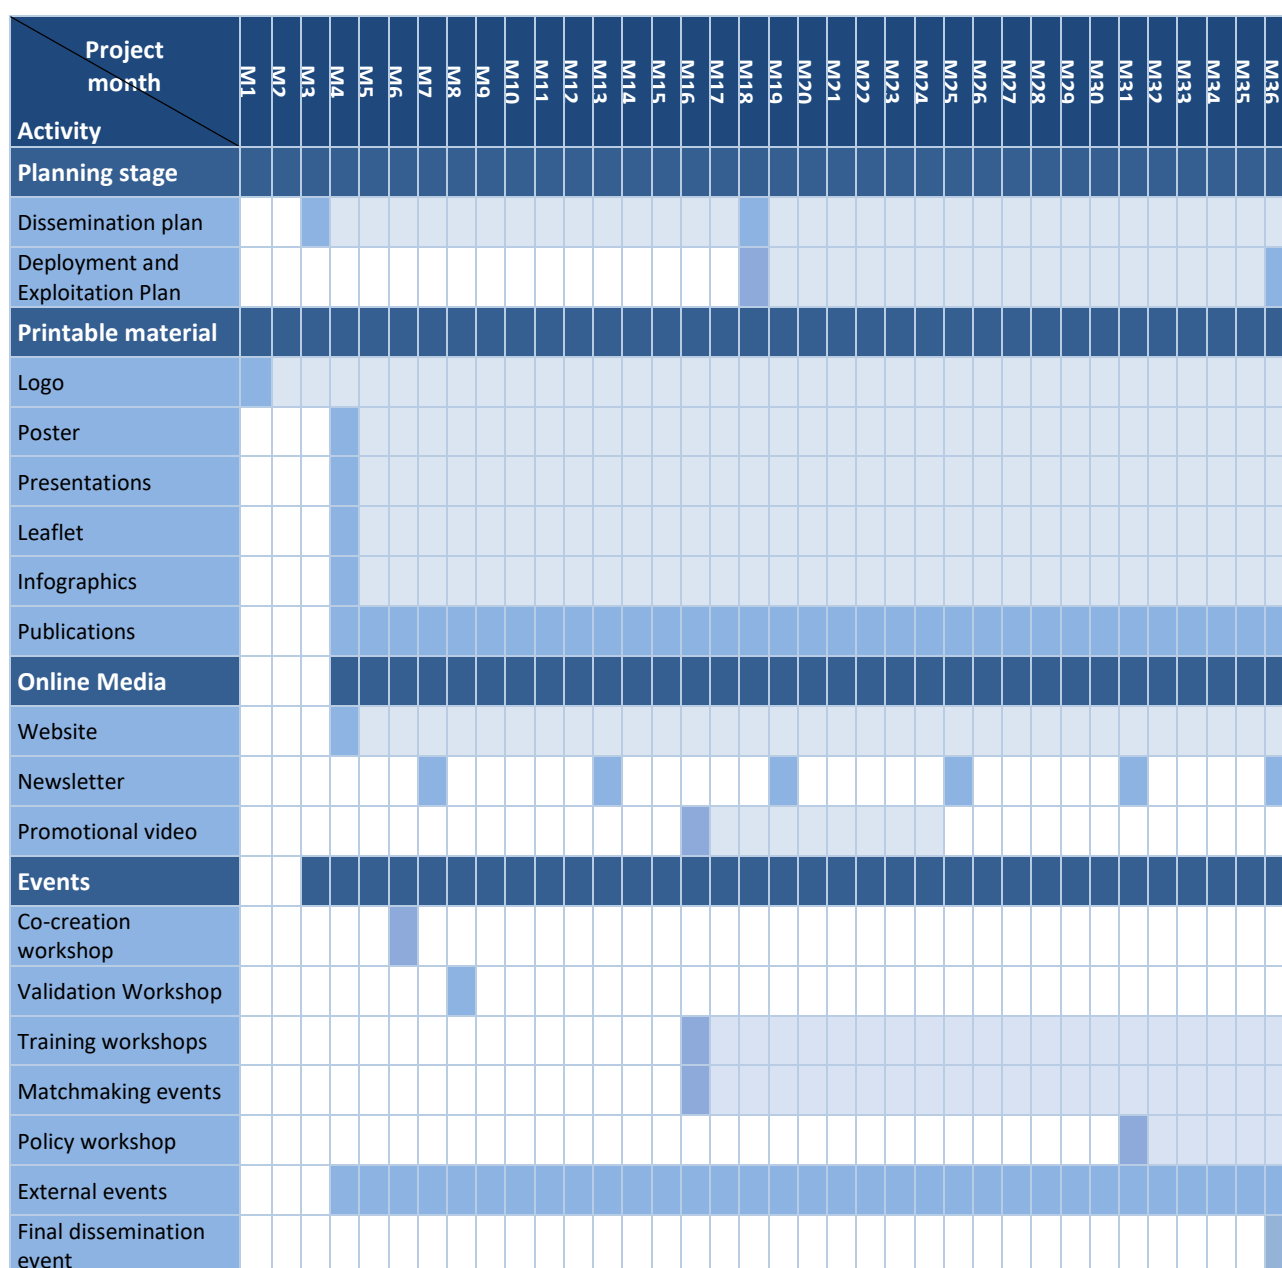 Project
month
Activity
M1 M2 M3 M4 M5 M6 M7 M8 M9 M10 M11 M12 M13 M14 M15 M16 M17 M18 M19 M20 M21 M22 M23 M24 M25 M26 M27 M28 M29 M30 M31 M32 M33 M34 M35 M36
Planning stage
Dissemination plan
Deployment and
Exploitation Plan
Printable material
Logo
Poster
Presentations
Leaflet
Infographics
Publications
Online Media
Website
Newsletter
Promotional video
Events
Co-creation
workshop
Validation Workshop
Training workshops
Matchmaking events
Policy workshop
External events
Final dissemination
event